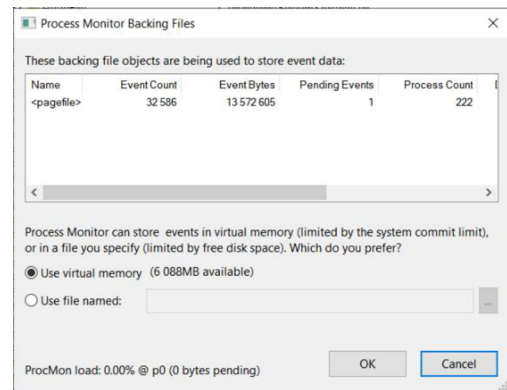 Process Monitor Backing Files
These backing file objects are being used to store event data:
Name Event Count Event Bytes Pending Events Process Count
<pagefile> 32 586 13 572 605 1 222
Process Monitor can store events in virtual memory (limited by the system commit limit),
or in a file you specify (limited by free disk space). Which do you prefer?
Use virtual memory (6 088MB available)
Use file named:
...
OK Cancel
ProcMon load: 0.00% @ p0 (0 bytes pending)